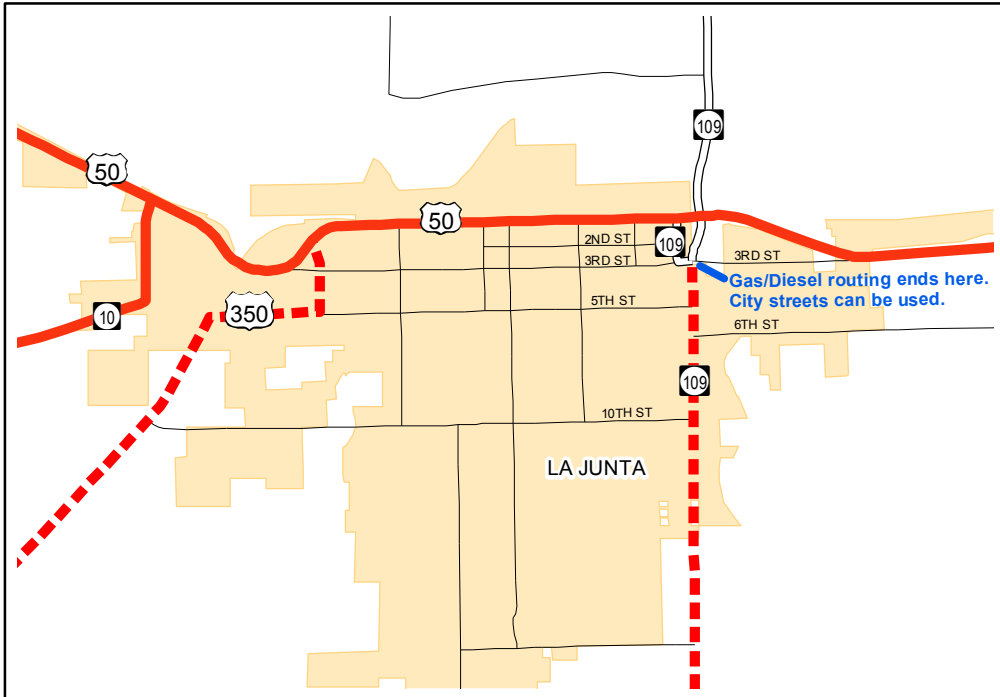 109
50
50
2ND ST
109
3RD ST
3RD ST
Gas/Diesel routing ends here.
City streets can be used.
10
350
5TH ST
6TH ST
109
10TH ST
LA JUNTA